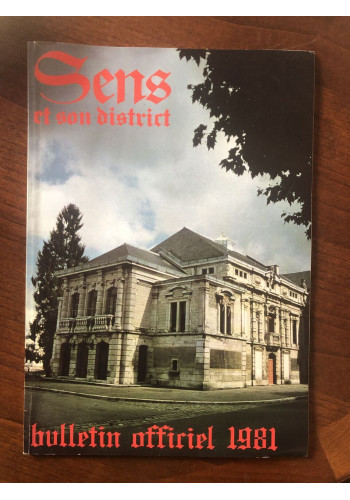 Sens
et son district
bulletin officiel 1981